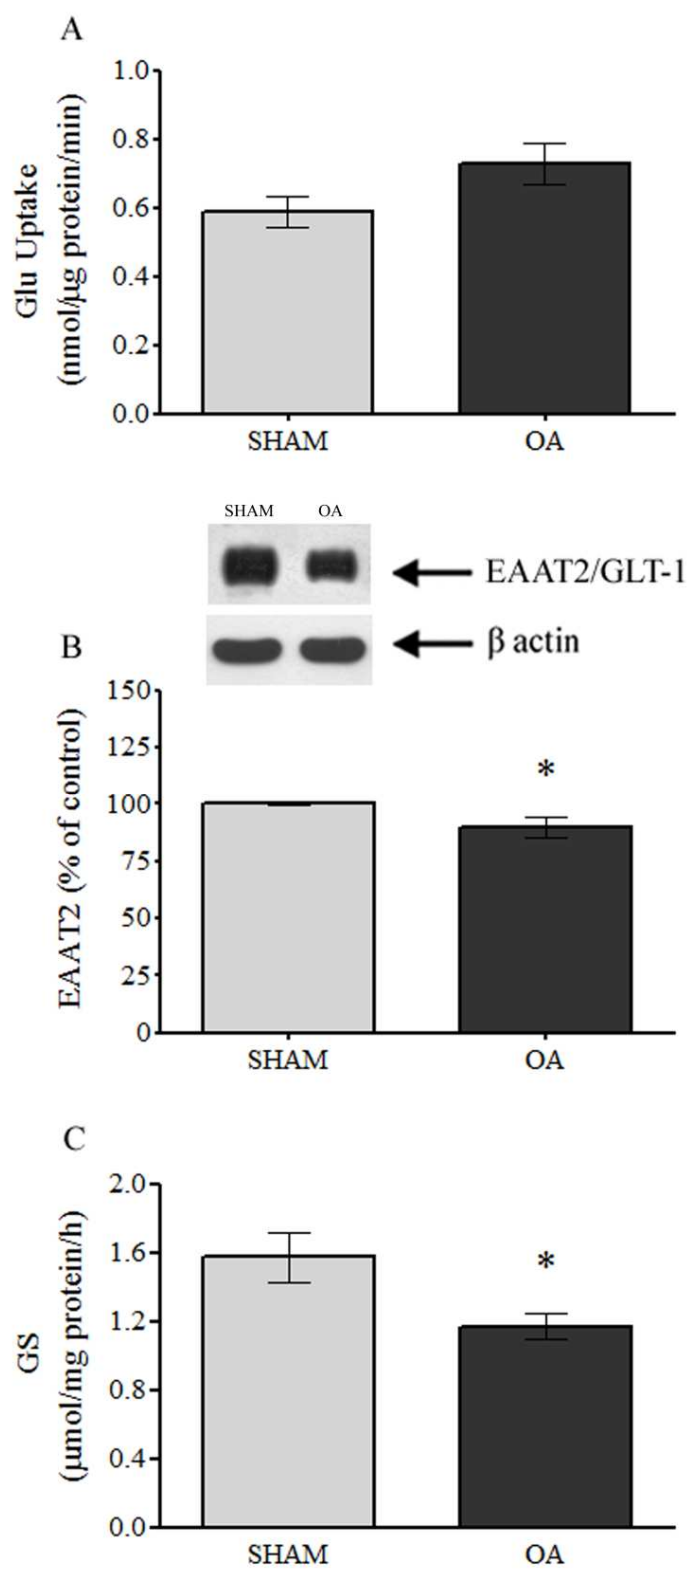 A
Glu Uptake
(nmol/µg protein/min)
1.0
0.8
0.6
0.4
0.2
0.0
SHAM OA
SHAM OA
EAAT2/GLT-1
β actin
B
EAAT2 (% of control)
150
125
*
100
75
50
25
0
SHAM OA
C
GS
(µmol/mg protein/h)
2.0
1.6
*
1.2
0.8
0.4
0.0
SHAM OA